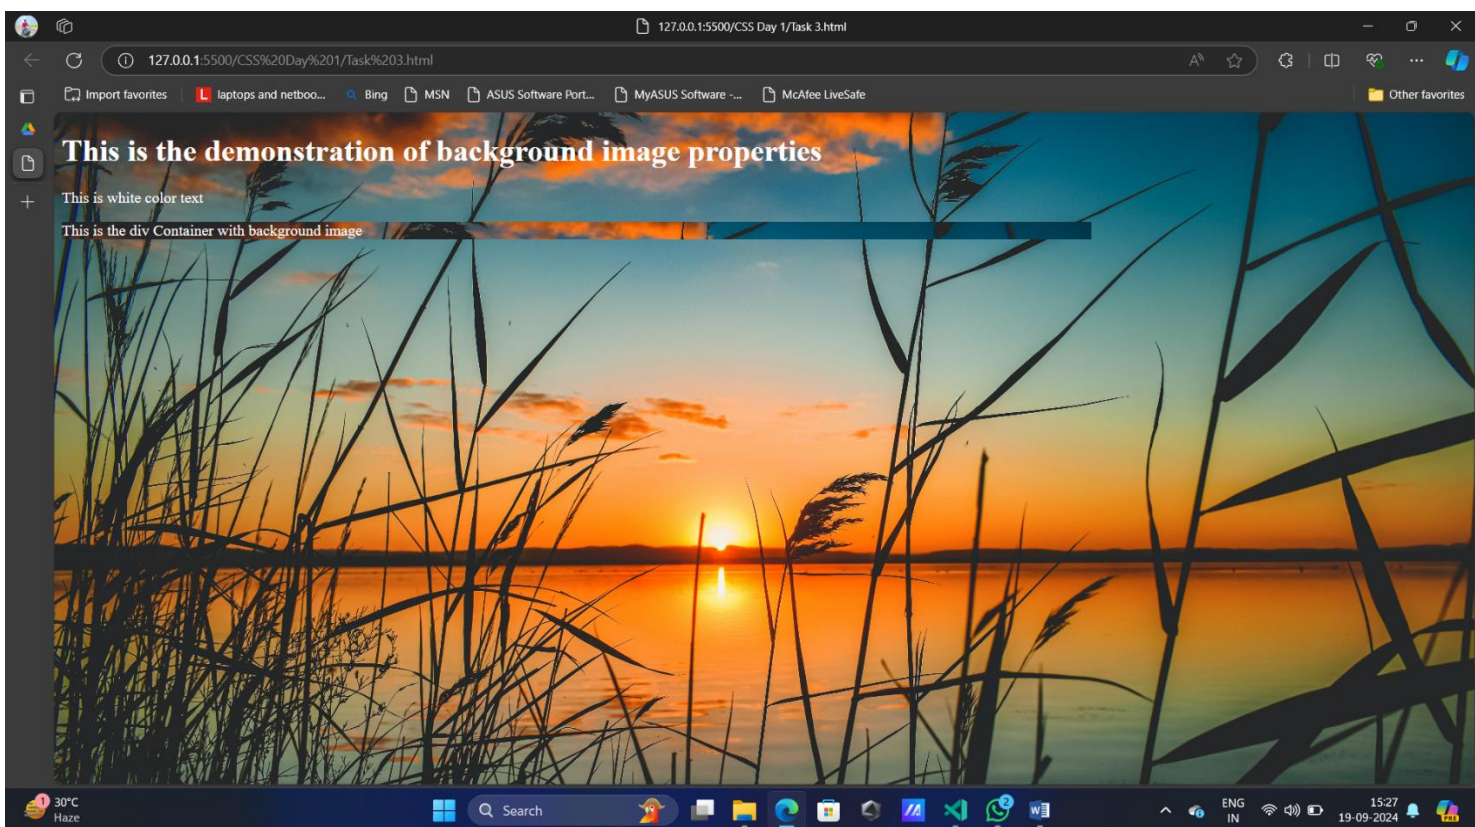 127.0.0.1:5500/CSS Day 1/Task 3.html
127.0.0.1:5500/CSS%20Day%201/Task%203.html
Import favorites
L laptops and netboo...
Bing
MSN
ASUS Software Port...
MyASUS Software -...
McAfee LiveSafe
Other favorites
This is the demonstration of background image properties
This is white color text
This is the div Container with background image
1
30°C
Haze
Search
2
ENG
IN
15:27
19-09-2024